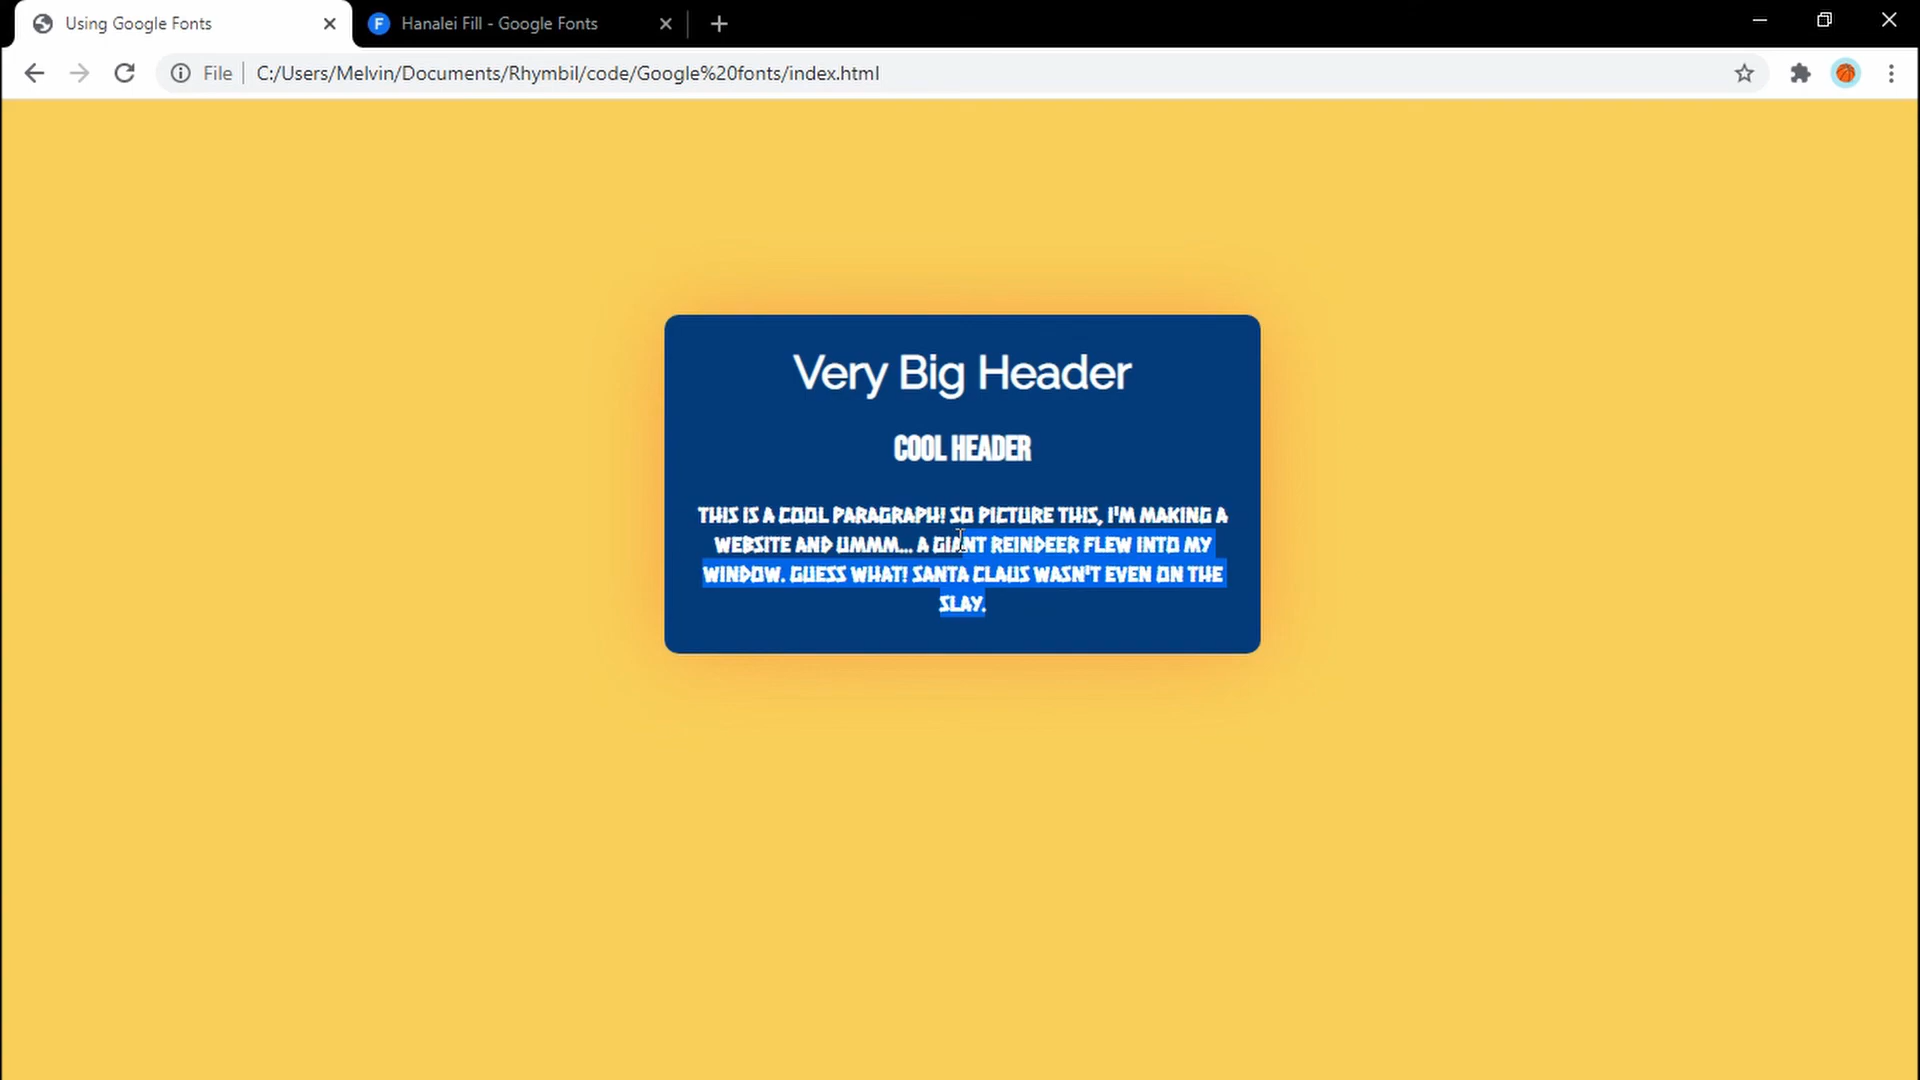 Using Google Fonts
Hanalei Fill - Google Fonts
File
C:/Users/Melvin/Documents/Rhymbil/code/Google%20fonts/index.html
Very Big Header
COOL HEADER
THIS IS A COOL PARAGRAPH! SO PICTURE THIS, I'M MAKING A
WEBSITE AND UMMM... A GIANT REINDEER FLEW INTO MY
WINDOW. GUESS WHAT! SANTA CLAUS WASN'T EVEN ON THE
SLAY.